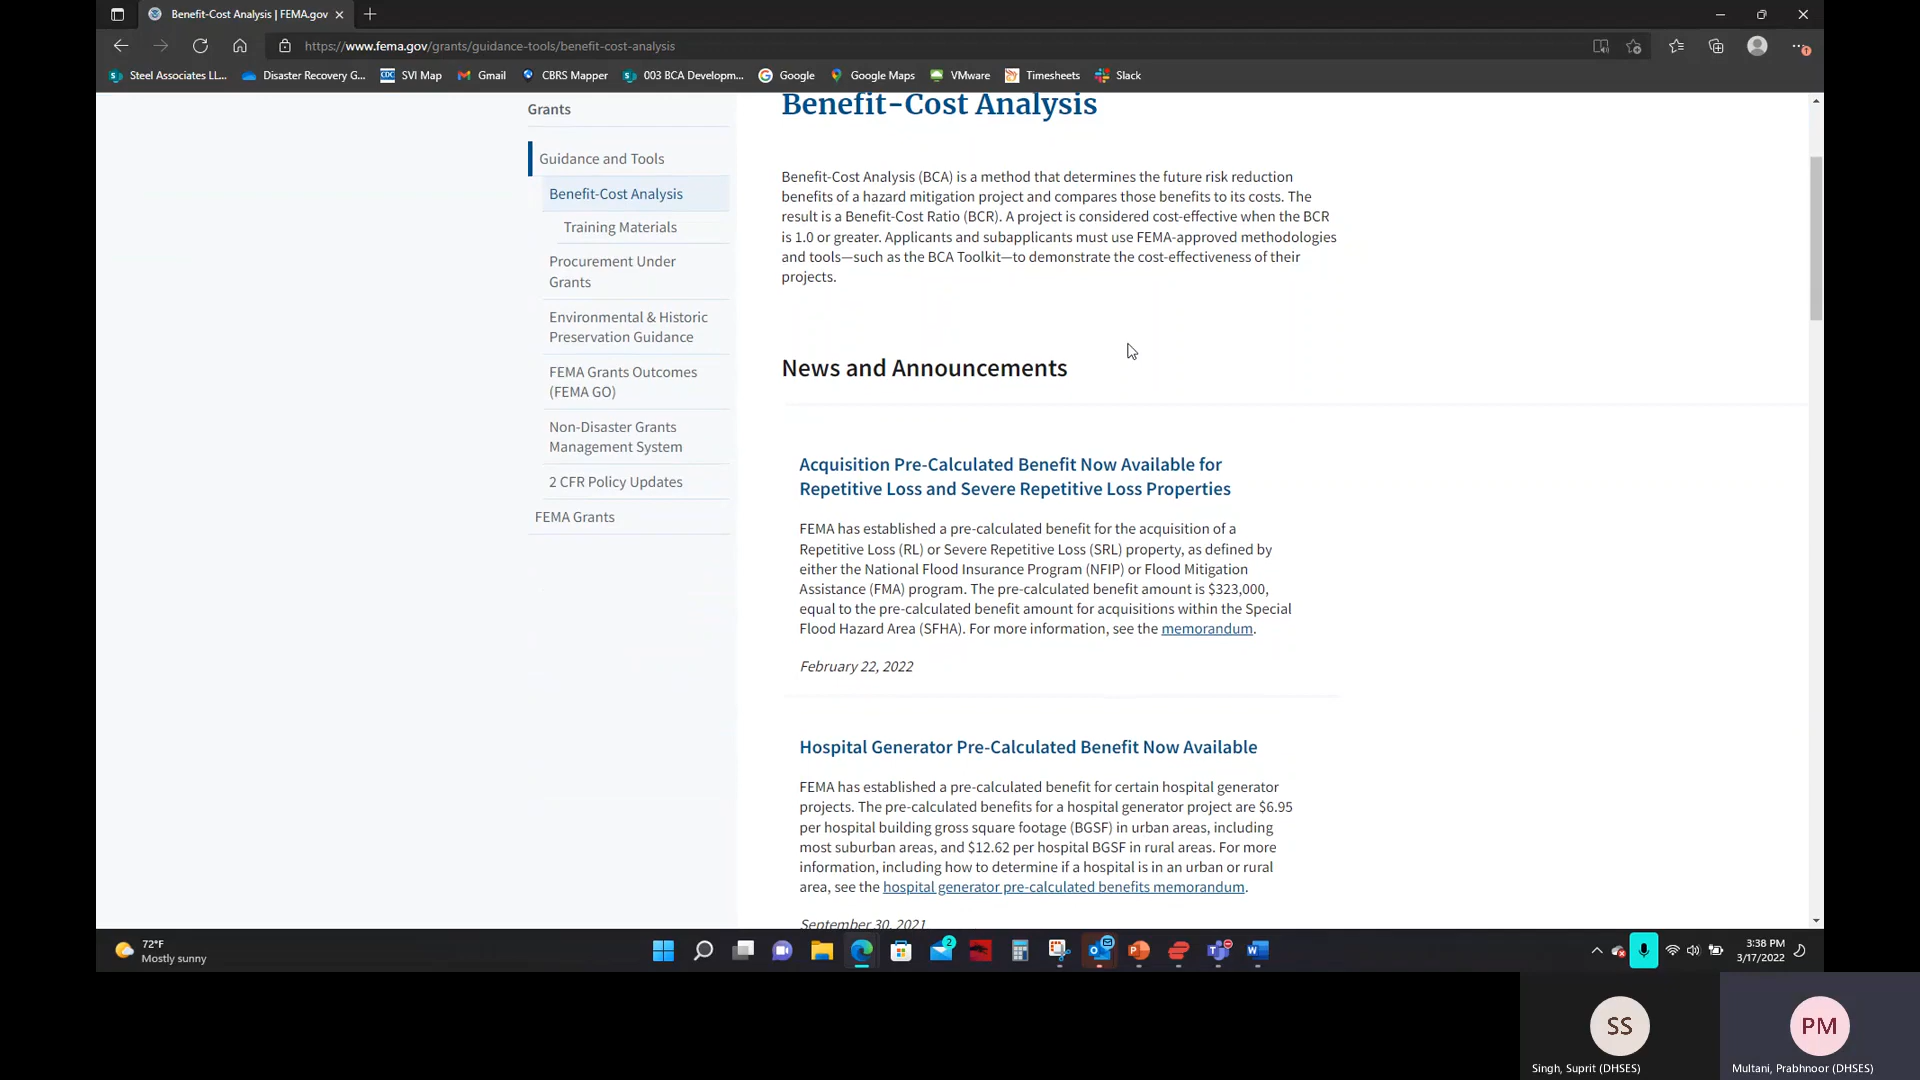 Benefit-Cost Analysis | FEMA.gov
https://www.fema.gov/grants/guidance-tools/benefit-cost-analysis
Steel Associates LL...
Disaster Recovery G...
CDC
SVI Map
Gmail
CBRS Mapper
003 BCA Developm...
Google
Google Maps
VMware
Timesheets
Slack
Grants
Guidance and Tools
Benefit-Cost Analysis
Training Materials
Procurement Under
Grants
Environmental & Historic
Preservation Guidance
FEMA Grants Outcomes
(FEMA GO)
Non-Disaster Grants
Management System
2 CFR Policy Updates
FEMA Grants
Benefit-Cost Analysis
Benefit-Cost Analysis (BCA) is a method that determines the future risk reduction
benefits of a hazard mitigation project and compares those benefits to its costs. The
result is a Benefit-Cost Ratio (BCR). A project is considered cost-effective when the BCR
is 1.0 or greater. Applicants and subapplicants must use FEMA-approved methodologies
and tools—such as the BCA Toolkit—to demonstrate the cost-effectiveness of their
projects.
News and Announcements
Acquisition Pre-Calculated Benefit Now Available for
Repetitive Loss and Severe Repetitive Loss Properties
FEMA has established a pre-calculated benefit for the acquisition of a
Repetitive Loss (RL) or Severe Repetitive Loss (SRL) property, as defined by
either the National Flood Insurance Program (NFIP) or Flood Mitigation
Assistance (FMA) program. The pre-calculated benefit amount is $323,000,
equal to the pre-calculated benefit amount for acquisitions within the Special
Flood Hazard Area (SFHA). For more information, see the memorandum.
February 22, 2022
Hospital Generator Pre-Calculated Benefit Now Available
FEMA has established a pre-calculated benefit for certain hospital generator
projects. The pre-calculated benefits for a hospital generator project are $6.95
per hospital building gross square footage (BGSF) in urban areas, including
most suburban areas, and $12.62 per hospital BGSF in rural areas. For more
information, including how to determine if a hospital is in an urban or rural
area, see the hospital generator pre-calculated benefits memorandum.
September 30, 2021
72°F
Mostly sunny
2
3:38 PM
3/17/2022
SS
PM
Singh, Suprit (DHSES)
Multani, Prabhnoor (DHSES)